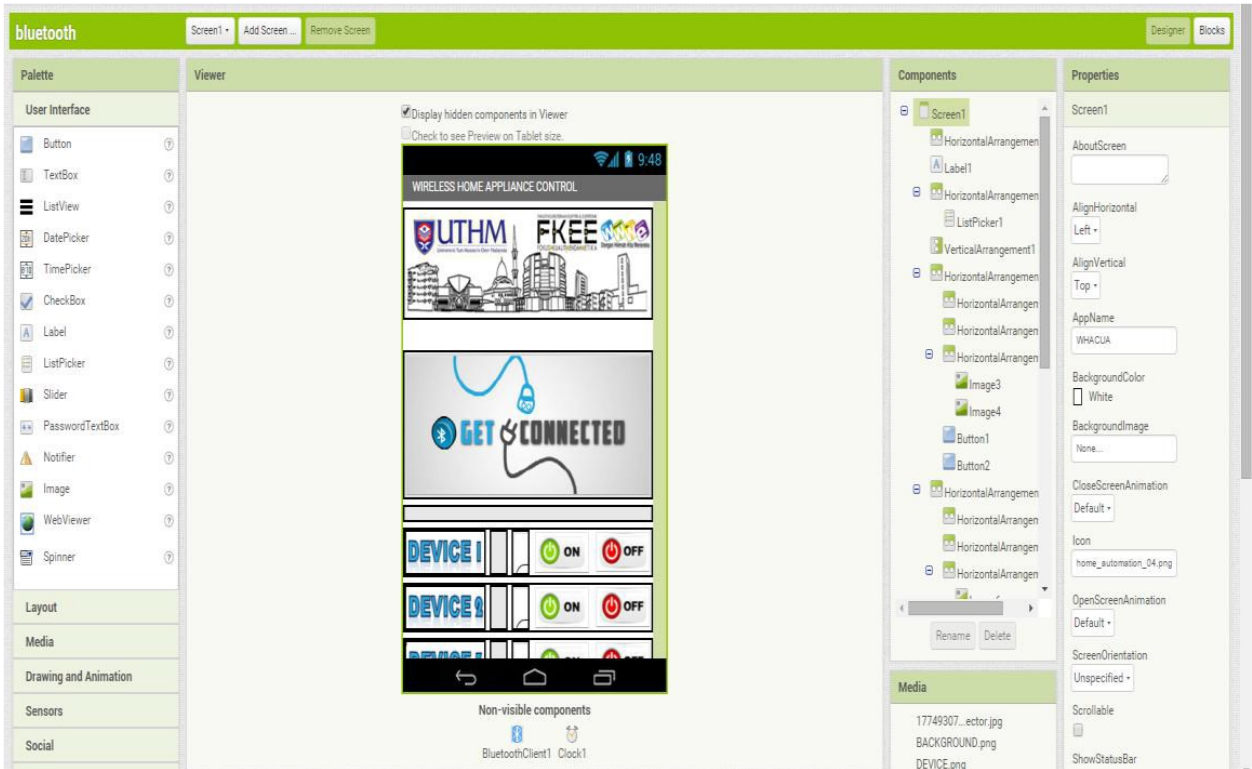 bluetooth
Screen1
Add Screen ...
Remove Screen
Designer
Blocks
Palette
User Interface
Button
TextBox
ListView
DatePicker
TimePicker
CheckBox
Label
ListPicker
Slider
PasswordTextBox
Notifier
Image
WebViewer
Spinner
Layout
Media
Drawing and Animation
Sensors
Social
Viewer
Display hidden components in Viewer
Check to see Preview on Tablet size.
9:48
WIRELESS HOME APPLIANCE CONTROL
UTHM
FKEE
GET CONNECTED
DEVICE 1
ON
OFF
DEVICE 2
ON
OFF
Non-visible components
BluetoothClient1
Clock1
Components
Screen1
HorizontalArrangemen
Label1
HorizontalArrangemen
ListPicker1
VerticalArrangement1
HorizontalArrangemen
HorizontalArrangen
HorizontalArrangen
HorizontalArrangen
Image3
Image4
Button1
Button2
HorizontalArrangemen
HorizontalArrangen
HorizontalArrangen
HorizontalArrangen
Rename
Delete
Media
17749307...ector.jpg
BACKGROUND.png
DEVICE.png
Properties
Screen1
AboutScreen
AlignHorizontal
Left
AlignVertical
Top
AppName
WHACUA
BackgroundColor
White
BackgroundImage
None...
CloseScreenAnimation
Default
Icon
home_automation_04.png
OpenScreenAnimation
Default
ScreenOrientation
Unspecified
Scrollable
ShowStatusBar